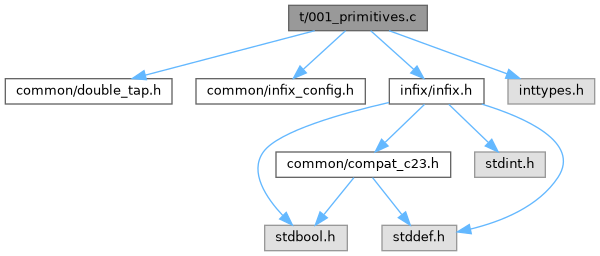 t/001_primitives.c
common/double_tap.h
common/infix_config.h
infix/infix.h
inttypes.h
common/compat_c23.h
stdint.h
stdbool.h
stddef.h